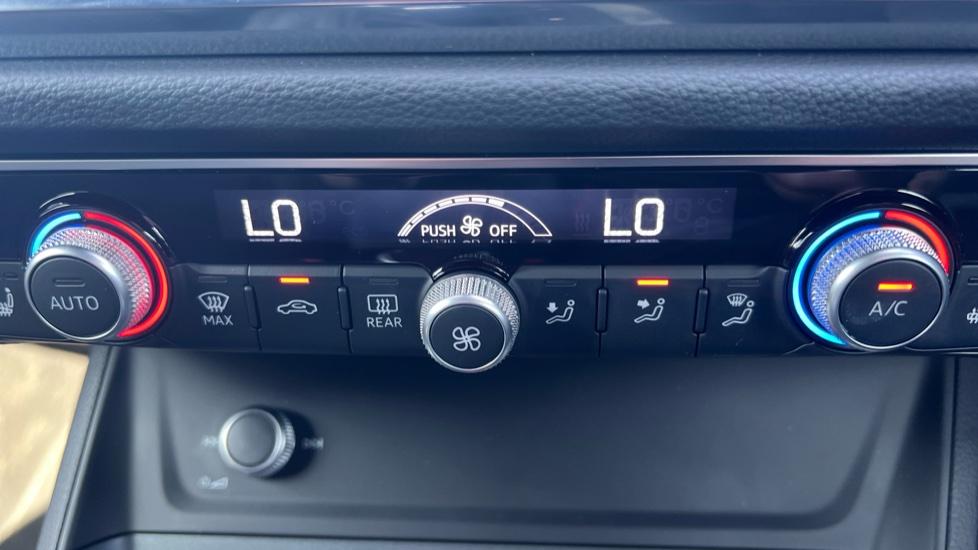 LO
PUSH OFF
LO
AUTO
MAX
REAR
A/C